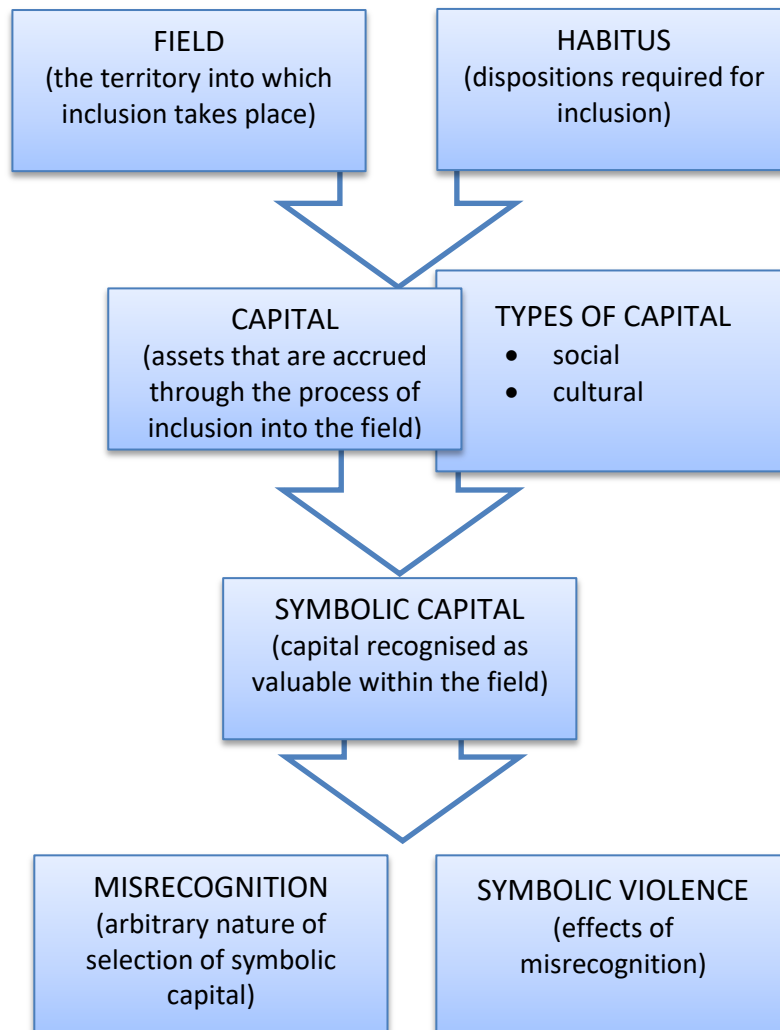 FIELD
(the territory into which
inclusion takes place)
HABITUS
(dispositions required for
inclusion)
CAPITAL
(assets that are accrued
through the process of
inclusion into the field)
TYPES OF CAPITAL
• social
• cultural
SYMBOLIC CAPITAL
(capital recognised as
valuable within the field)
MISRECOGNITION
(arbitrary nature of
selection of symbolic
capital)
SYMBOLIC VIOLENCE
(effects of
misrecognition)